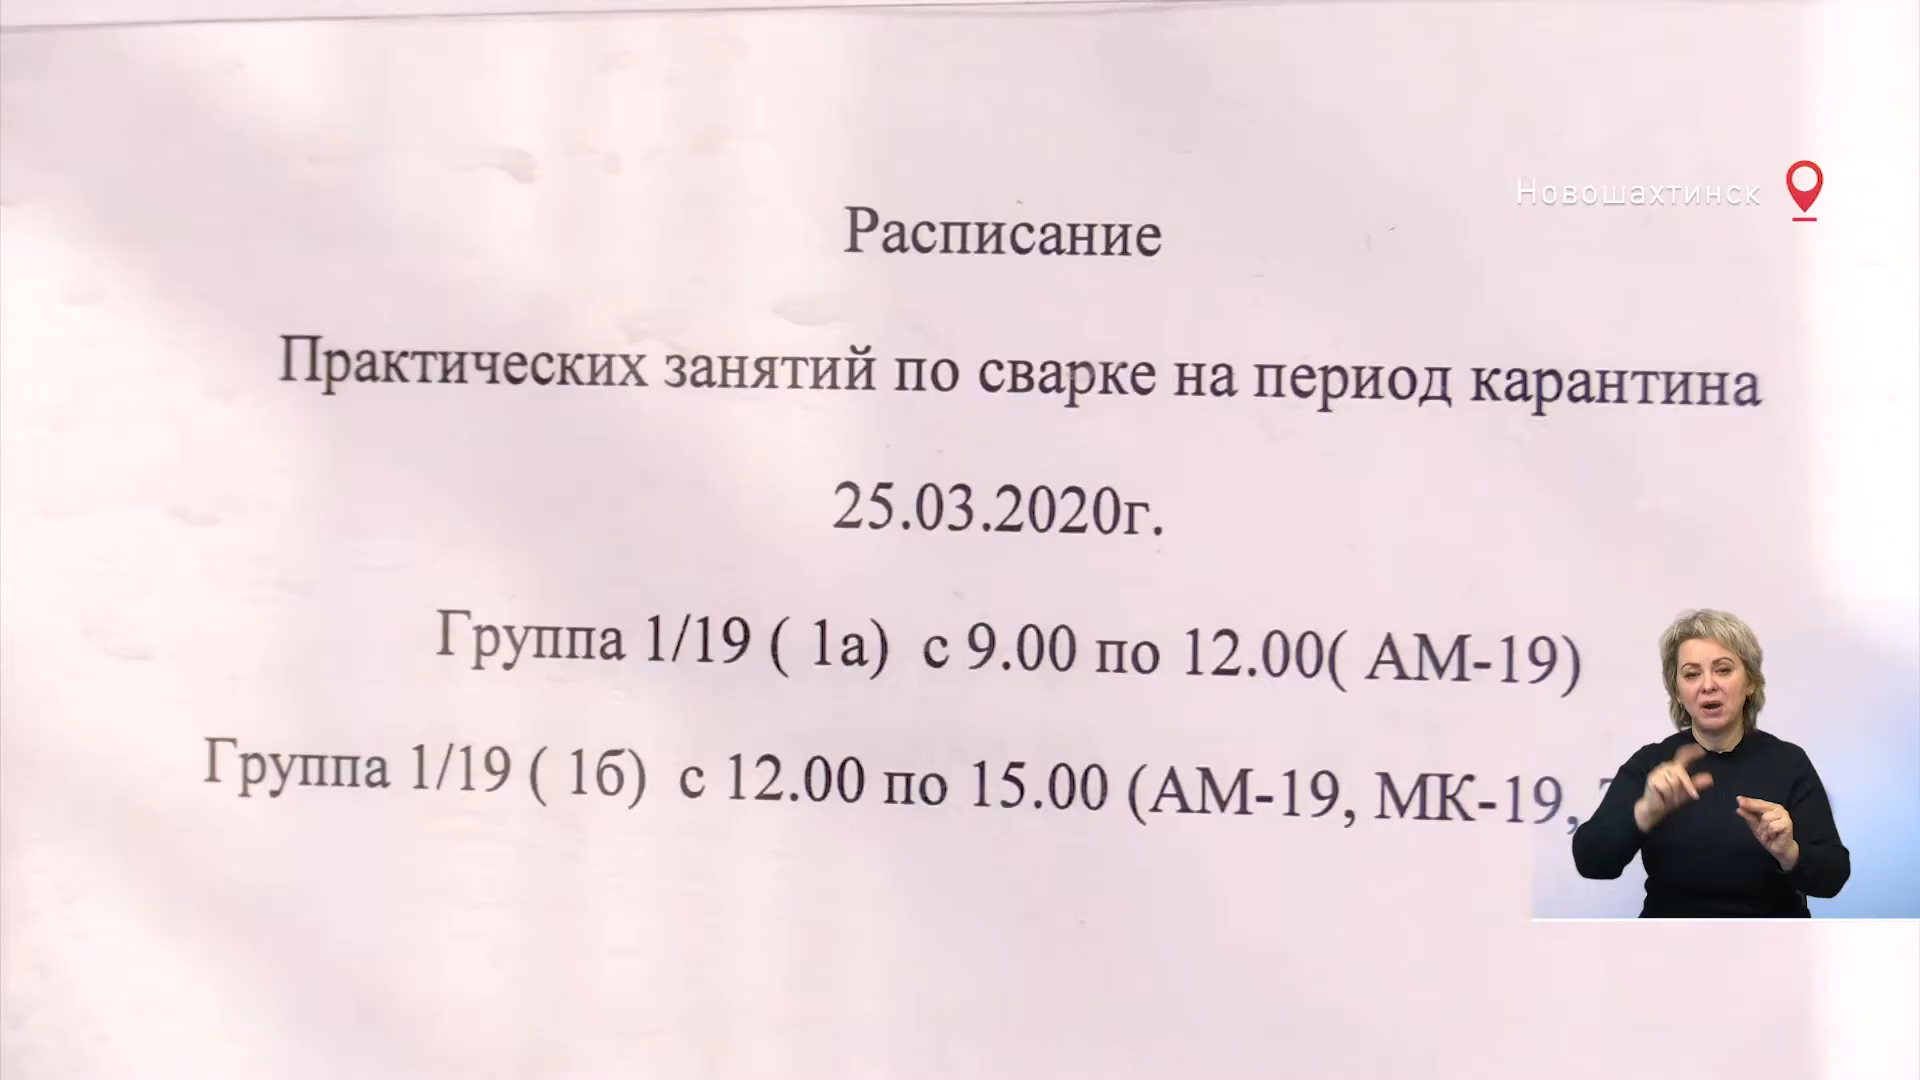 Новошахтинск
Расписание
Практических занятий по сварке на период карантина
25.03.2020г.
Группа 1/19 ( 1а) с 9.00 по 12.00( АМ-19)
Группа 1/19 ( 1б) с 12.00 по 15.00 (АМ-19, МК-19,